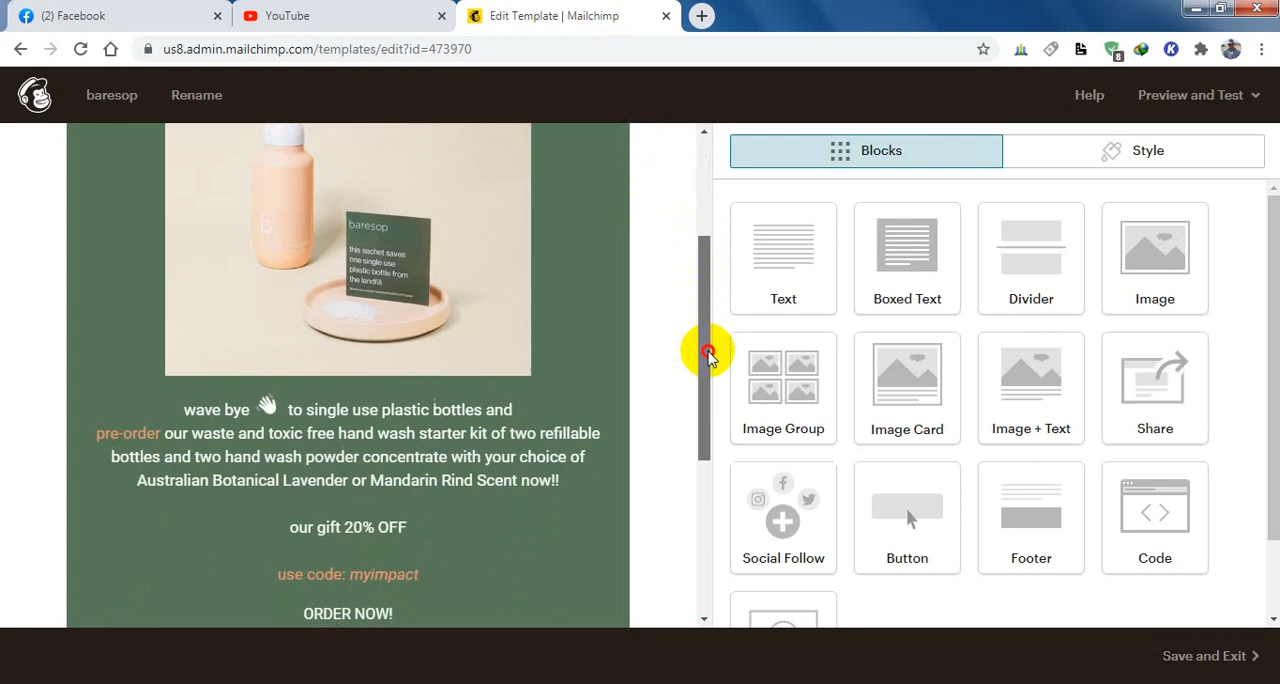 (2) Facebook
YouTube
Edit Template | Mailchimp
us8.admin.mailchimp.com/templates/edit?id=473970
8
K
baresop
Rename
Help
Preview and Test
Blocks
Style
b.
baresop
this sachet saves
one single use
plastic bottle from
the landfill.
wave bye to single use plastic bottles and
pre-order our waste and toxic free hand wash starter kit of two refillable
bottles and two hand wash powder concentrate with your choice of
Australian Botanical Lavender or Mandarin Rind Scent now!!
our gift 20% OFF
use code: myimpact
ORDER NOW!
Text
Boxed Text
Divider
Image
Image Group
Image Card
Image + Text
Share
Social Follow
Button
Footer
Code
Save and Exit